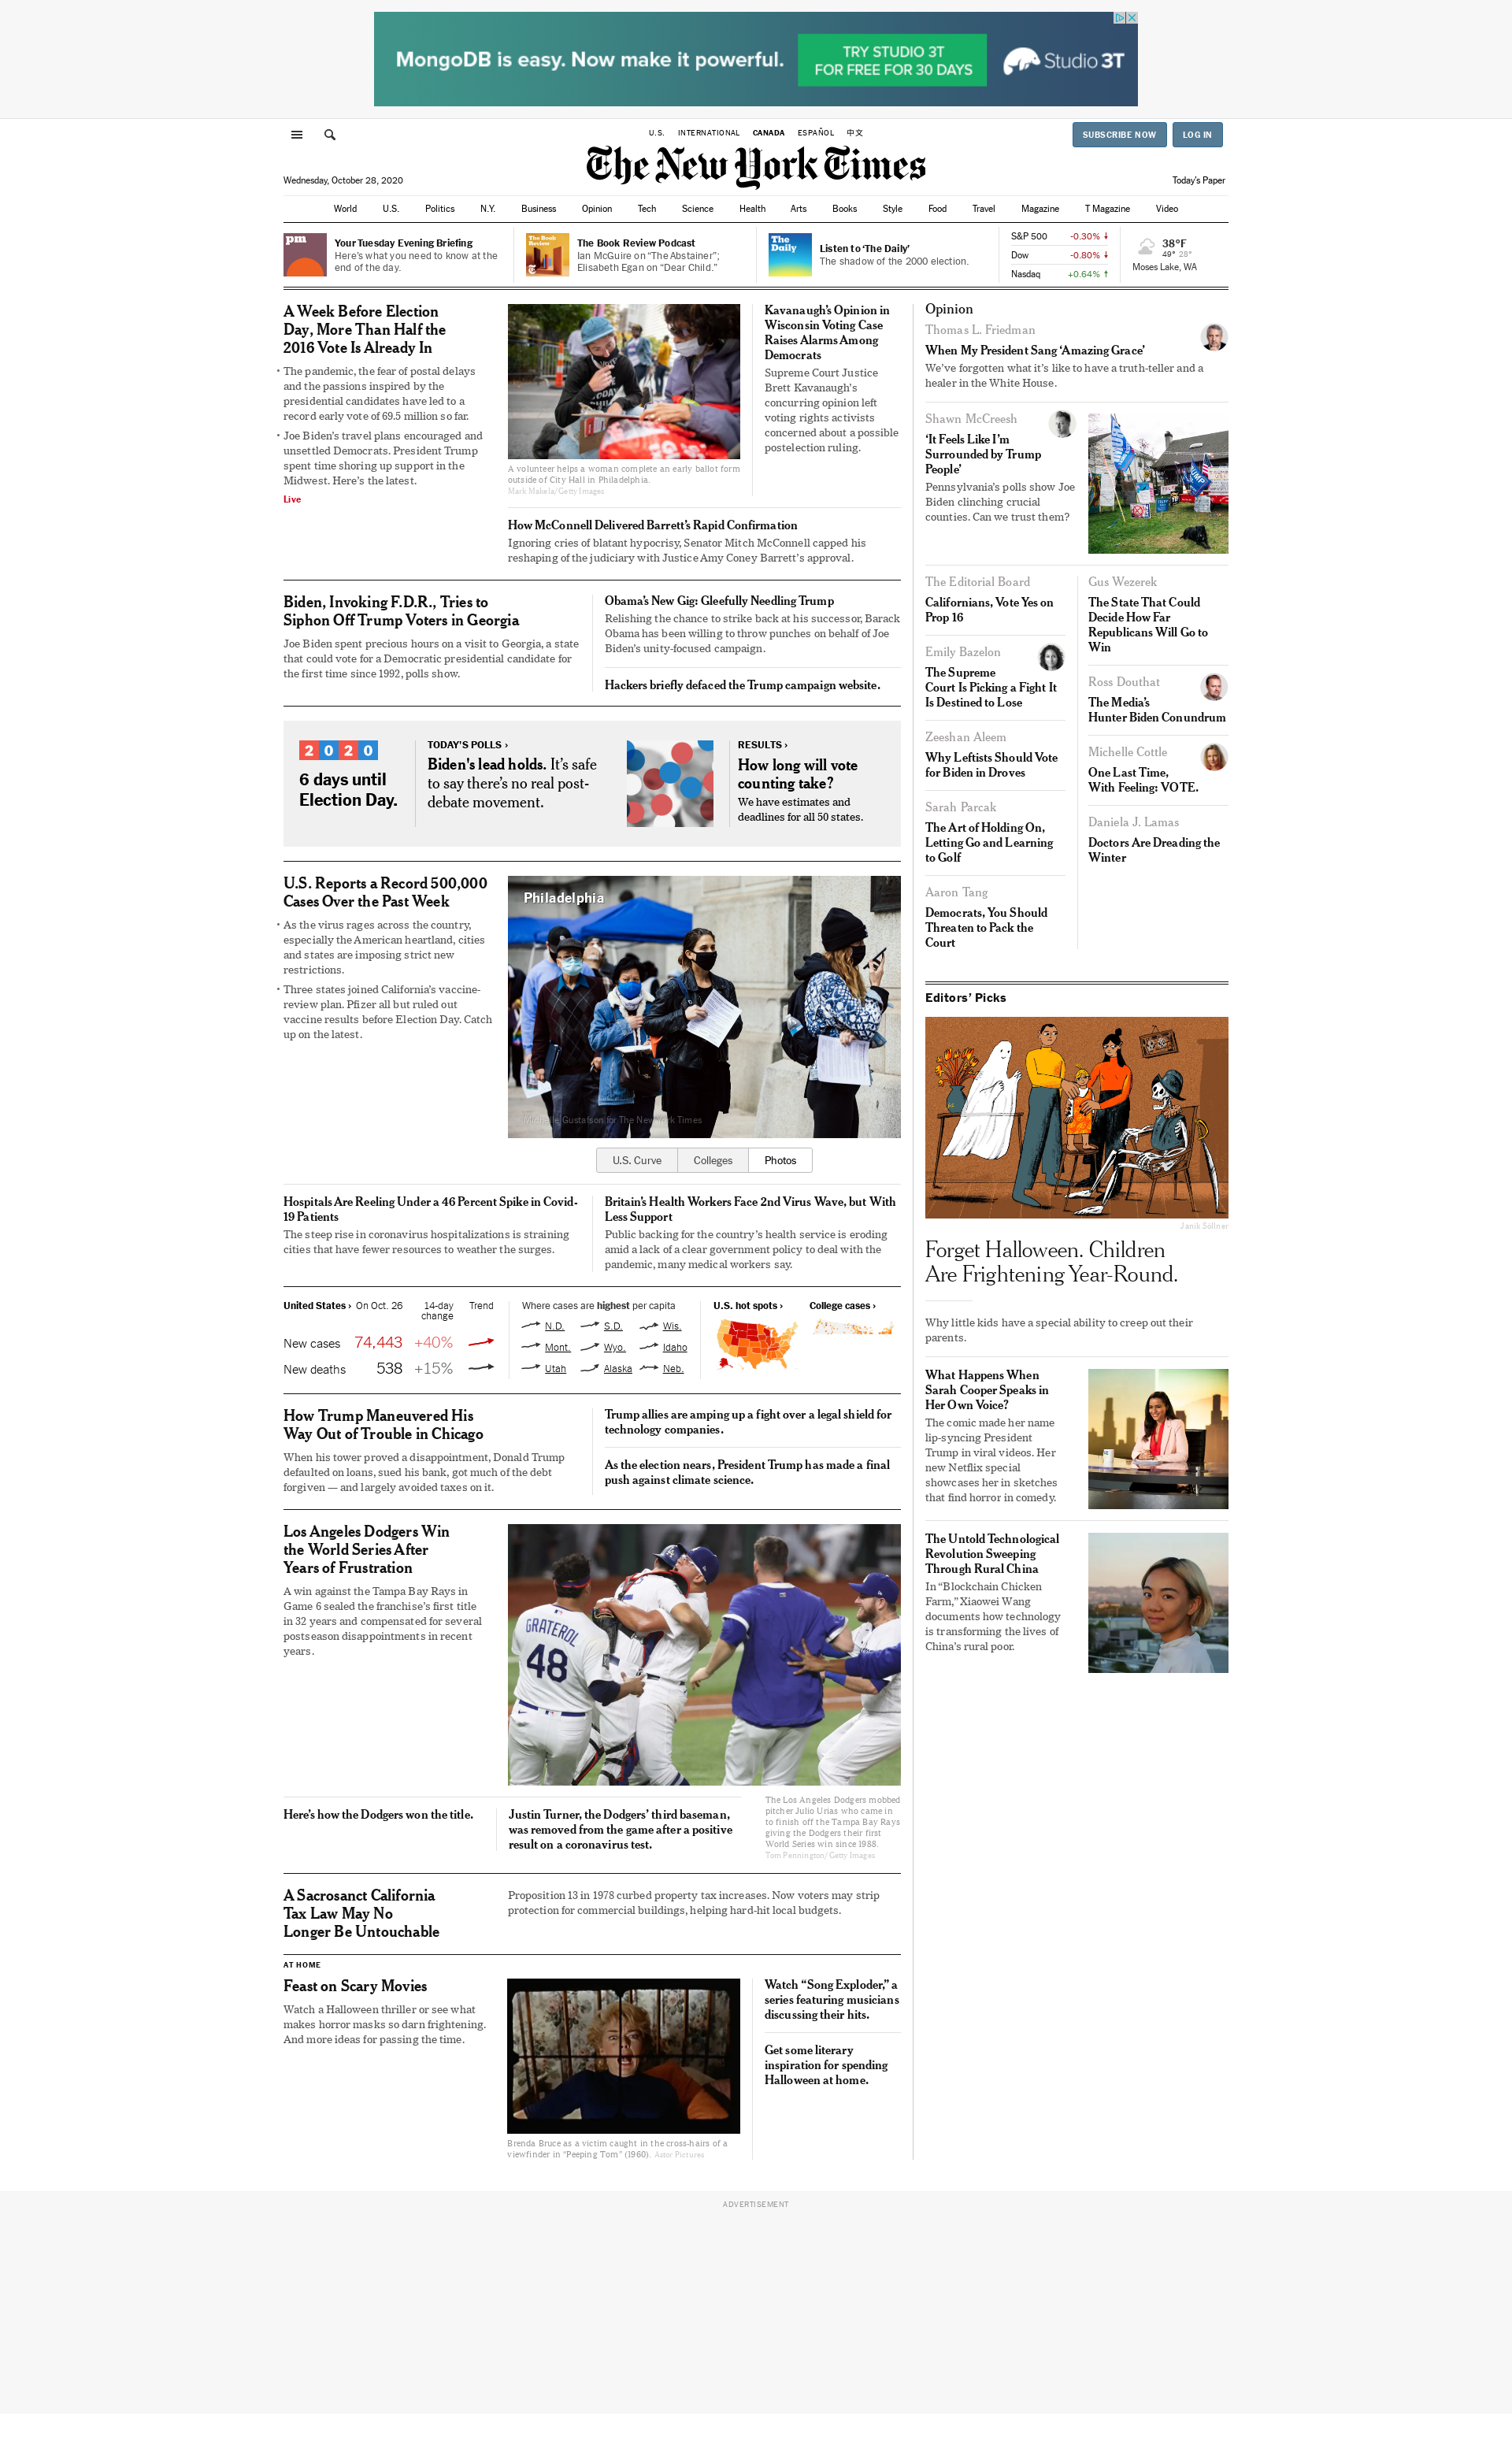 MongoDB is easy. Now make it powerful.
TRY STUDIO 3T
FOR FREE FOR 30 DAYS
Studio 3T
U.S.
INTERNATIONAL
CANADA
ESPAÑOL
中文
SUBSCRIBE NOW
LOG IN
The New York Times
Wednesday, October 28, 2020
Today's Paper
World
U.S.
Politics
N.Y.
Business
Opinion
Tech
Science
Health
Arts
Books
Style
Food
Travel
Magazine
T Magazine
Video
pm
Your Tuesday Evening Briefing
Here's what you need to know at the
end of the day.
The Book
Review
The Book Review Podcast
Ian McGuire on “The Abstainer”;
Elisabeth Egan on “Dear Child.”
The
Daily
Listen to ‘The Daily’
The shadow of the 2000 election.
S&P 500 -0.30%
Dow -0.80%
Nasdaq +0.64%
38°F
49° 28°
Moses Lake, WA
A Week Before Election
Day, More Than Half the
2016 Vote Is Already In
• The pandemic, the fear of postal delays
and the passions inspired by the
presidential candidates have led to a
record early vote of 69.5 million so far.
• Joe Biden's travel plans encouraged and
unsettled Democrats. President Trump
spent time shoring up support in the
Midwest. Here's the latest.
Live
A volunteer helps a woman complete an early ballot form
outside of City Hall in Philadelphia.
Mark Makela/Getty Images
Kavanaugh's Opinion in
Wisconsin Voting Case
Raises Alarms Among
Democrats
Supreme Court Justice
Brett Kavanaugh's
concurring opinion left
voting rights activists
concerned about a possible
postelection ruling.
How McConnell Delivered Barrett's Rapid Confirmation
Ignoring cries of blatant hypocrisy, Senator Mitch McConnell capped his
reshaping of the judiciary with Justice Amy Coney Barrett's approval.
Biden, Invoking F.D.R., Tries to
Siphon Off Trump Voters in Georgia
Joe Biden spent precious hours on a visit to Georgia, a state
that could vote for a Democratic presidential candidate for
the first time since 1992, polls show.
Obama's New Gig: Gleefully Needling Trump
Relishing the chance to strike back at his successor, Barack
Obama has been willing to throw punches on behalf of Joe
Biden's unity-focused campaign.
Hackers briefly defaced the Trump campaign website.
2020
6 days until
Election Day.
TODAY'S POLLS ›
Biden's lead holds. It's safe
to say there's no real post-
debate movement.
RESULTS ›
How long will vote
counting take?
We have estimates and
deadlines for all 50 states.
U.S. Reports a Record 500,000
Cases Over the Past Week
• As the virus rages across the country,
especially the American heartland, cities
and states are imposing strict new
restrictions.
• Three states joined California's vaccine-
review plan. Pfizer all but ruled out
vaccine results before Election Day. Catch
up on the latest.
Philadelphia
Gustafson for The New York Times
U.S. Curve
Colleges
Photos
Hospitals Are Reeling Under a 46 Percent Spike in Covid-
19 Patients
The steep rise in coronavirus hospitalizations is straining
cities that have fewer resources to weather the surges.
Britain's Health Workers Face 2nd Virus Wave, but With
Less Support
Public backing for the country's health service is eroding
amid a lack of a clear government policy to deal with the
pandemic, many medical workers say.
United States › On Oct. 26 14-day Trend
change
New cases 74,443 +40%
New deaths 538 +15%
Where cases are highest per capita
N.D. S.D. Wis.
Mont. Wyo. Idaho
Utah Alaska Neb.
U.S. hot spots ›
College cases ›
How Trump Maneuvered His
Way Out of Trouble in Chicago
When his tower proved a disappointment, Donald Trump
defaulted on loans, sued his bank, got much of the debt
forgiven — and largely avoided taxes on it.
Trump allies are amping up a fight over a legal shield for
technology companies.
As the election nears, President Trump has made a final
push against climate science.
Los Angeles Dodgers Win
the World Series After
Years of Frustration
A win against the Tampa Bay Rays in
Game 6 sealed the franchise's first title
in 32 years and compensated for several
postseason disappointments in recent
years.
GRATEROL
48
Here's how the Dodgers won the title.
Justin Turner, the Dodgers' third baseman,
was removed from the game after a positive
result on a coronavirus test.
The Los Angeles Dodgers mobbed
pitcher Julio Urias who came in
to finish off the Tampa Bay Rays
giving the Dodgers their first
World Series win since 1988.
Tom Pennington/Getty Images
A Sacrosanct California
Tax Law May No
Longer Be Untouchable
Proposition 13 in 1978 curbed property tax increases. Now voters may strip
protection for commercial buildings, helping hard-hit local budgets.
AT HOME
Feast on Scary Movies
Watch a Halloween thriller or see what
makes horror masks so darn frightening.
And more ideas for passing the time.
Brenda Bruce as a victim caught in the cross-hairs of a
viewfinder in “Peeping Tom” (1960). Astor Pictures
Watch “Song Exploder,” a
series featuring musicians
discussing their hits.
Get some literary
inspiration for spending
Halloween at home.
Opinion
Thomas L. Friedman
When My President Sang ‘Amazing Grace’
We've forgotten what it's like to have a truth-teller and a
healer in the White House.
Shawn McCreesh
‘It Feels Like I'm
Surrounded by Trump
People’
Pennsylvania's polls show Joe
Biden clinching crucial
counties. Can we trust them?
TRUMP
The Editorial Board
Californians, Vote Yes on
Prop 16
Emily Bazelon
The Supreme
Court Is Picking a Fight It
Is Destined to Lose
Zeeshan Aleem
Why Leftists Should Vote
for Biden in Droves
Sarah Parcak
The Art of Holding On,
Letting Go and Learning
to Golf
Aaron Tang
Democrats, You Should
Threaten to Pack the
Court
Gus Wezerek
The State That Could
Decide How Far
Republicans Will Go to
Win
Ross Douthat
The Media's
Hunter Biden Conundrum
Michelle Cottle
One Last Time,
With Feeling: VOTE.
Daniela J. Lamas
Doctors Are Dreading the
Winter
Editors' Picks
Janik Söllner
Forget Halloween. Children
Are Frightening Year-Round.
Why little kids have a special ability to creep out their
parents.
What Happens When
Sarah Cooper Speaks in
Her Own Voice?
The comic made her name
lip-syncing President
Trump in viral videos. Her
new Netflix special
showcases her in sketches
that find horror in comedy.
The Untold Technological
Revolution Sweeping
Through Rural China
In “Blockchain Chicken
Farm,” Xiaowei Wang
documents how technology
is transforming the lives of
China's rural poor.
ADVERTISEMENT